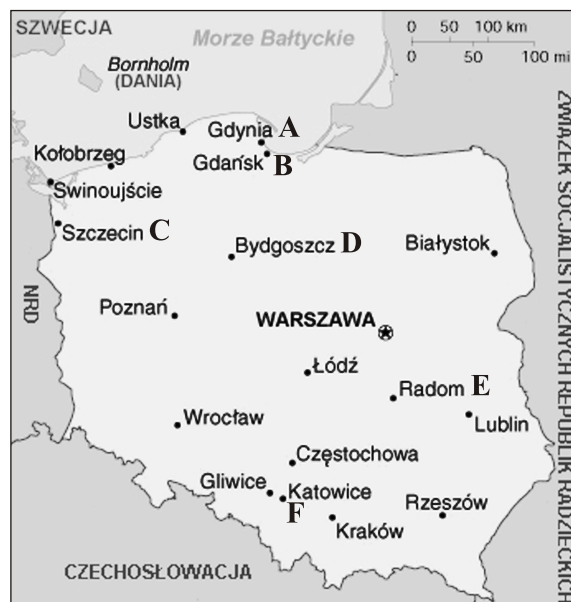 SZWECJA
Morze Bałtyckie
0 50 100 km
0 50 100 mi
Bornholm
(DANIA)
Ustka
Gdynia A
Gdańsk B
Kołobrzeg
Swinoujście
Szczecin C
Bydgoszcz D
Białystok
NRD
Poznań
WARSZAWA
Łódź
Radom E
Lublin
Wrocław
Częstochowa
Gliwice
Katowice
F
Kraków
Rzeszów
CZECHOSŁOWACJA
ZWIĄZEK SOCJALISTYCZNYCH REPUBLIK RADZIECKICH